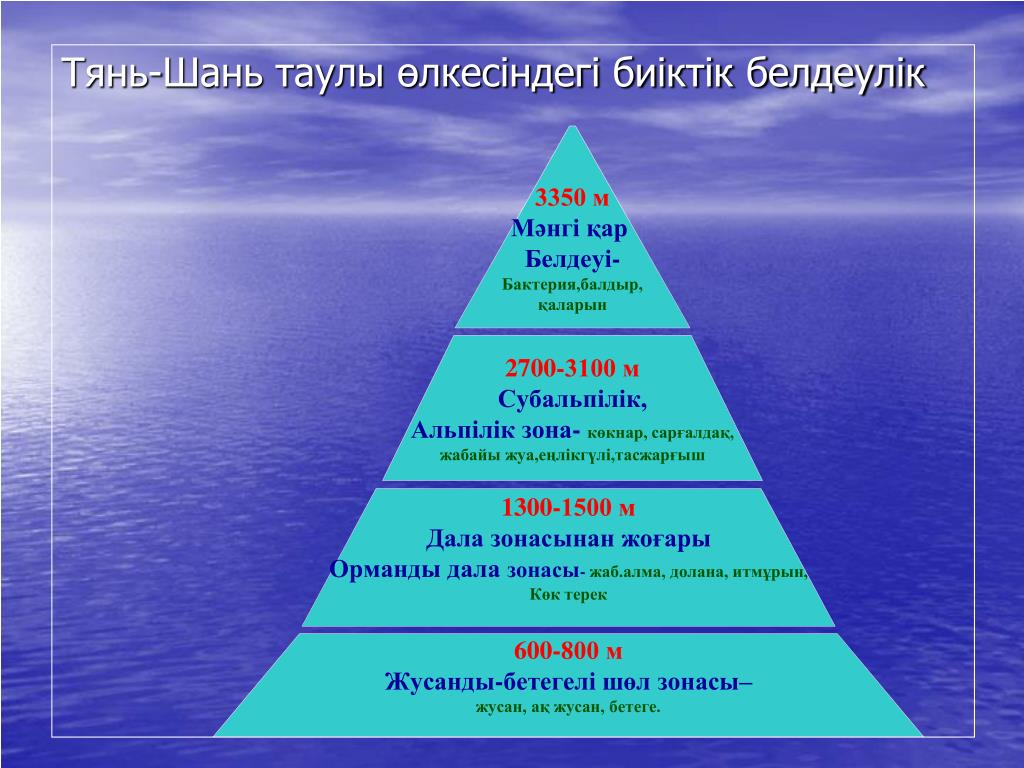 Тянь-Шань таулы өлкесіндегі биіктік белдеулік
3350 м
Мәнгі қар
Белдеуі-
Бактерия,балдыр,
қаларын
2700-3100 м
Субальпілік,
Альпілік зона- көкнар, сарғалдақ,
жабайы жуа,еңлікгүлі,тасжарғыш
1300-1500 м
Дала зонасынан жоғары
Орманды дала зонасы- жаб.алма, долана, итмұрын,
Көк терек
600-800 м
Жусанды-бетегелі шөл зонасы–
жусан, ақ жусан, бетеге.